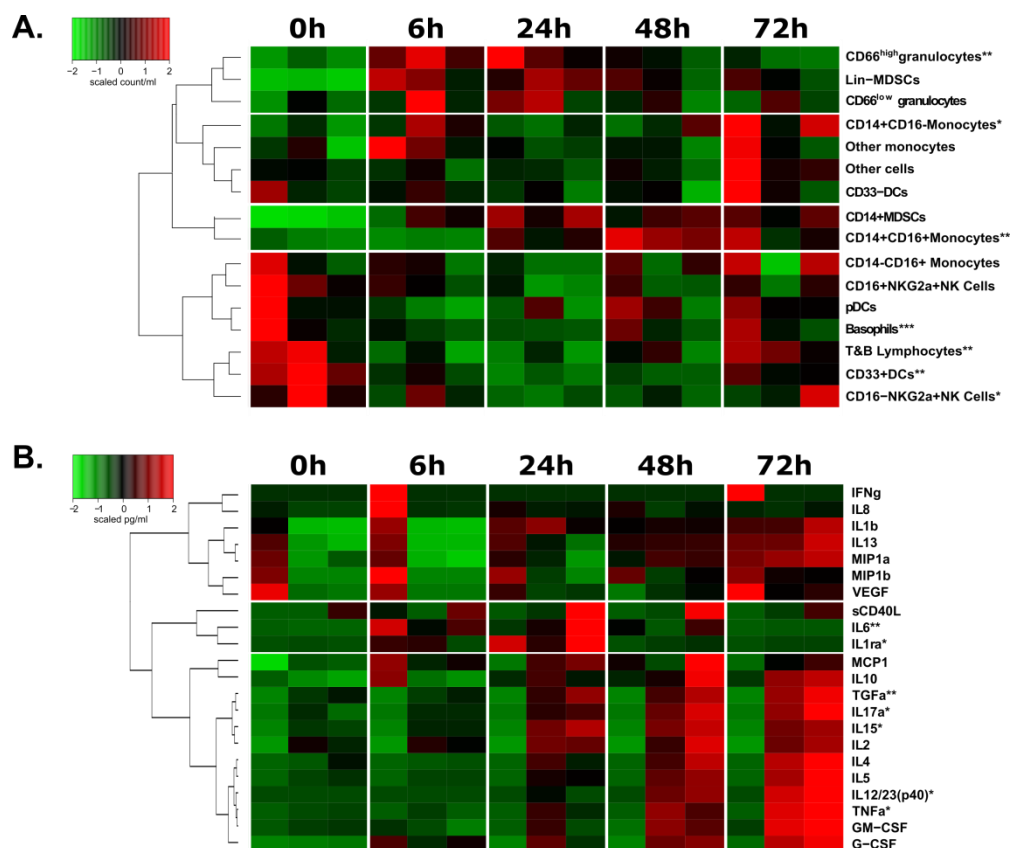 A.
−2 −1 0 1 2
scaled count/ml
0h 6h 24h 48h 72h
CD66highgranulocytes**
Lin−MDSCs
CD66low granulocytes
CD14+CD16-Monocytes*
Other monocytes
Other cells
CD33−DCs
CD14+MDSCs
CD14+CD16+Monocytes**
CD14-CD16+ Monocytes
CD16+NKG2a+NK Cells
pDCs
Basophils***
T&B Lymphocytes**
CD33+DCs**
CD16−NKG2a+NK Cells*
B.
−2 −1 0 1 2
scaled pg/ml
0h 6h 24h 48h 72h
IFNg
IL8
IL1b
IL13
MIP1a
MIP1b
VEGF
sCD40L
IL6**
IL1ra*
MCP1
IL10
TGFa**
IL17a*
IL15*
IL2
IL4
IL5
IL12/23(p40)*
TNFa*
GM−CSF
G−CSF